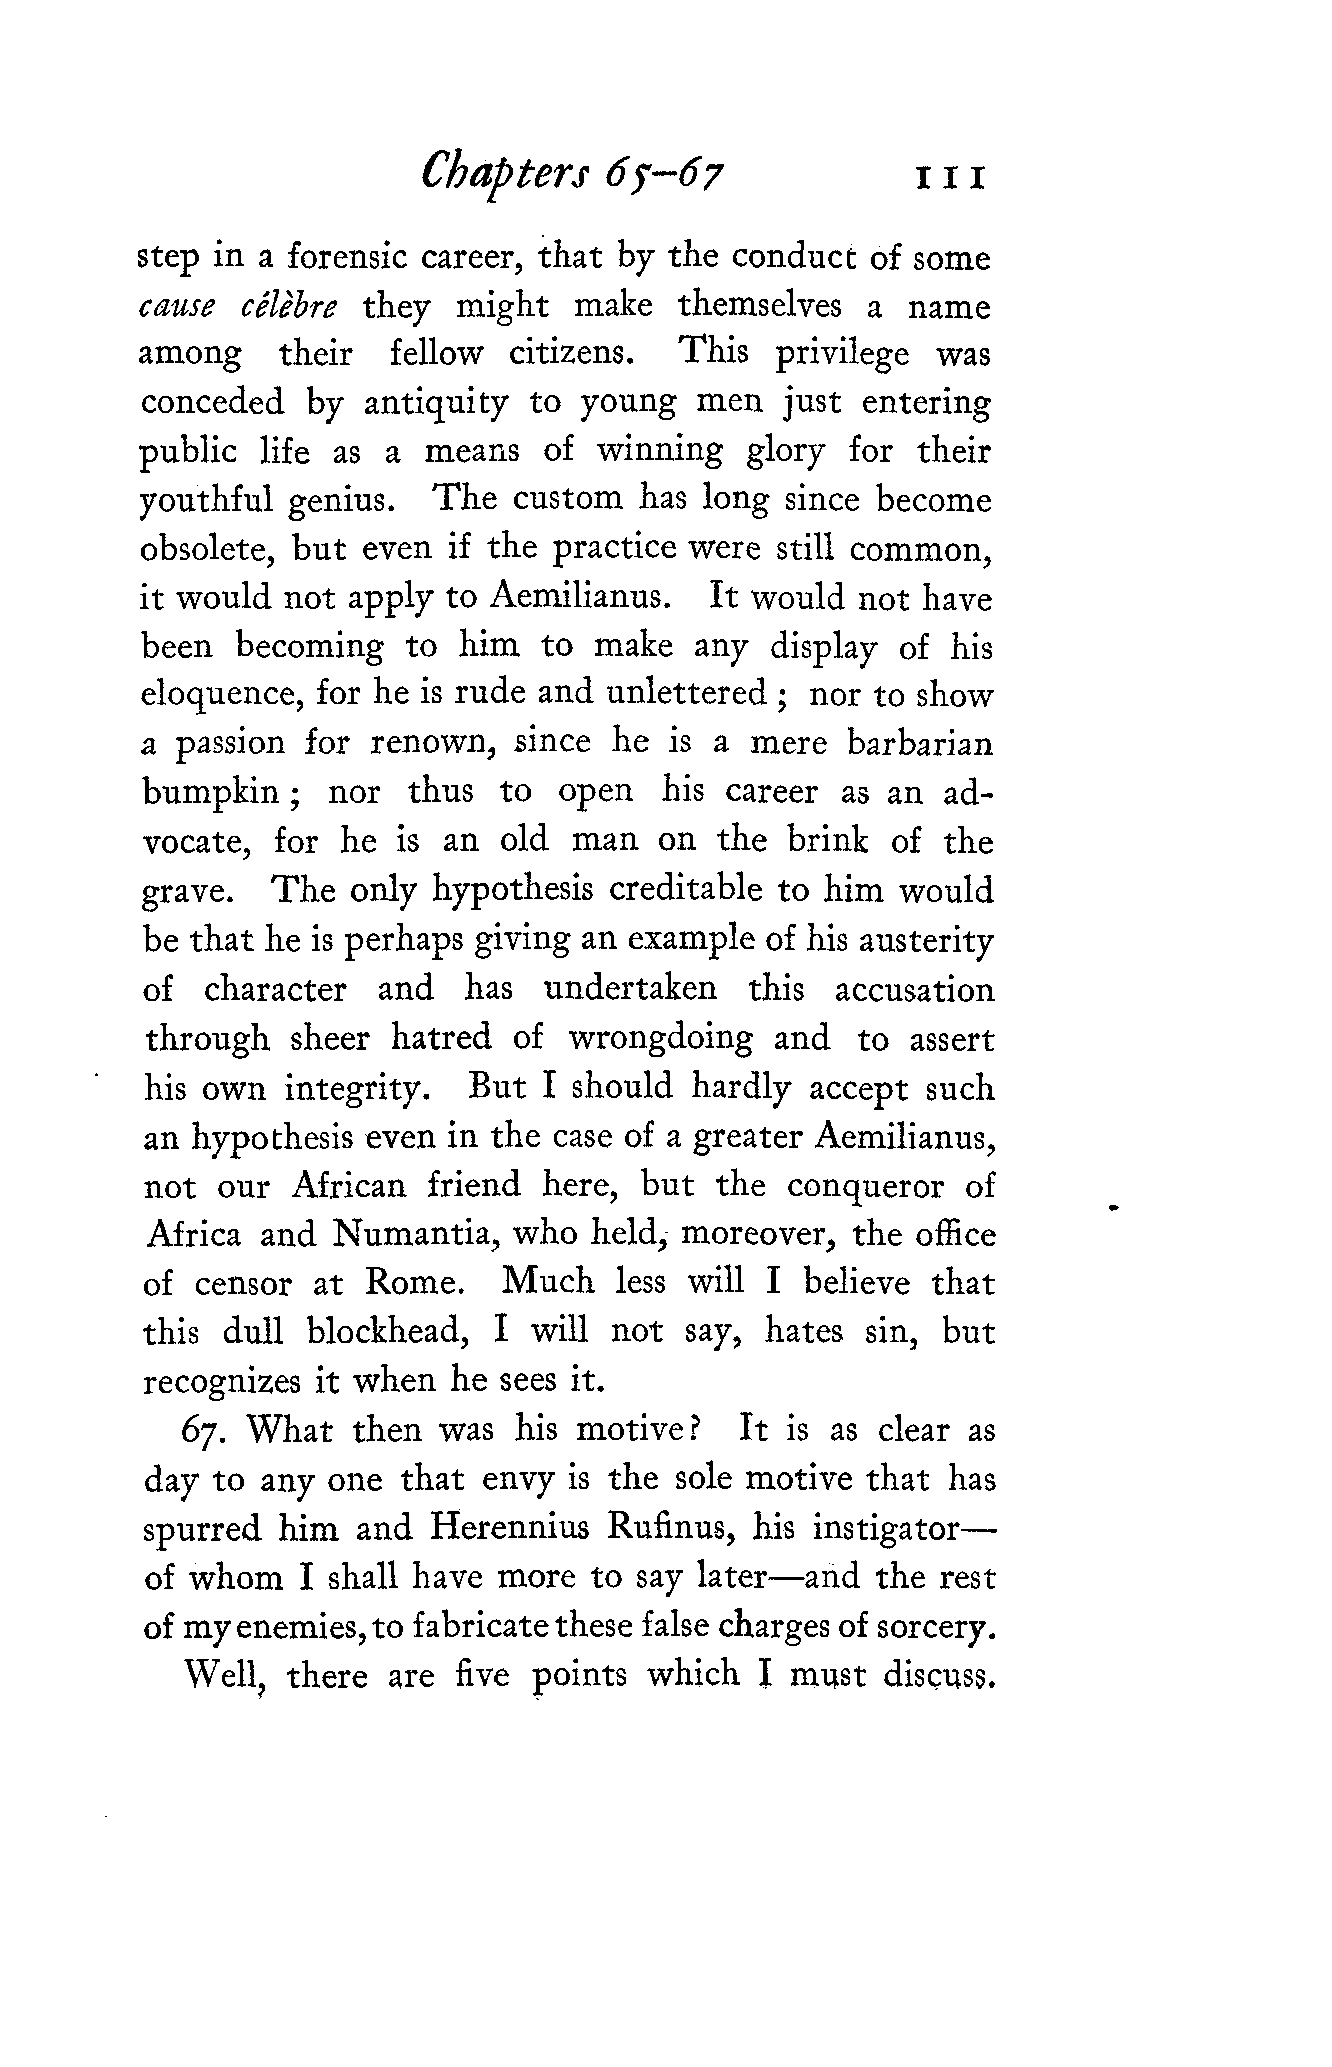 Chapters 65–67 111
step in a forensic career, that by the conduct of some
cause célèbre they might make themselves a name
among their fellow citizens. This privilege was
conceded by antiquity to young men just entering
public life as a means of winning glory for their
youthful genius. The custom has long since become
obsolete, but even if the practice were still common,
it would not apply to Aemilianus. It would not have
been becoming to him to make any display of his
eloquence, for he is rude and unlettered ; nor to show
a passion for renown, since he is a mere barbarian
bumpkin ; nor thus to open his career as an ad-
vocate, for he is an old man on the brink of the
grave. The only hypothesis creditable to him would
be that he is perhaps giving an example of his austerity
of character and has undertaken this accusation
through sheer hatred of wrongdoing and to assert
his own integrity. But I should hardly accept such
an hypothesis even in the case of a greater Aemilianus,
not our African friend here, but the conqueror of
Africa and Numantia, who held, moreover, the office
of censor at Rome. Much less will I believe that
this dull blockhead, I will not say, hates sin, but
recognizes it when he sees it.
67. What then was his motive? It is as clear as
day to any one that envy is the sole motive that has
spurred him and Herennius Rufinus, his instigator—
of whom I shall have more to say later—and the rest
of my enemies, to fabricate these false charges of sorcery.
Well, there are five points which I must discuss.